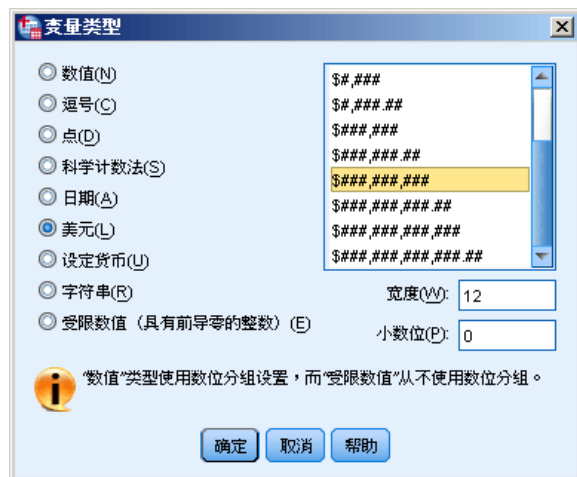 变量类型
数值(N)
逗号(C)
点(D)
科学计数法(S)
日期(A)
美元(L)
设定货币(U)
字符串(R)
受限数值（具有前导零的整数）(E)
$#,###
$#,###.##
$###,###
$###,###.##
$###,###,###
$###,###,###.##
$###,###,###,###
$###,###,###,###.##
宽度(W): 12
小数位(P): 0
“数值”类型使用数位分组设置，而“受限数值”从不使用数位分组。
确定 取消 帮助